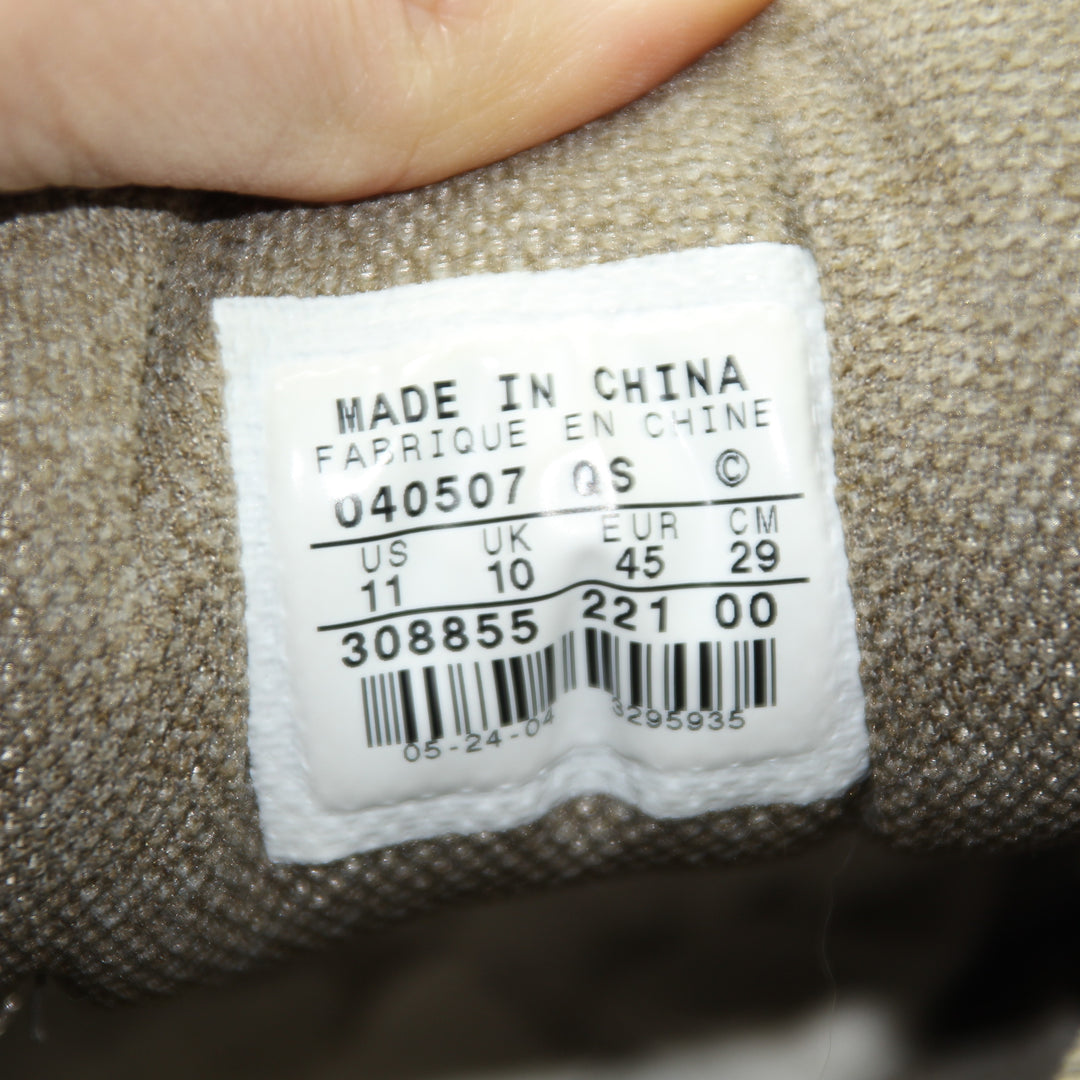 MADE IN CHINA
FABRIQUE EN CHINE
040507 QS ©
US UK EUR CM
11 10 45 29
308855 221 00
05-24-04 3295935